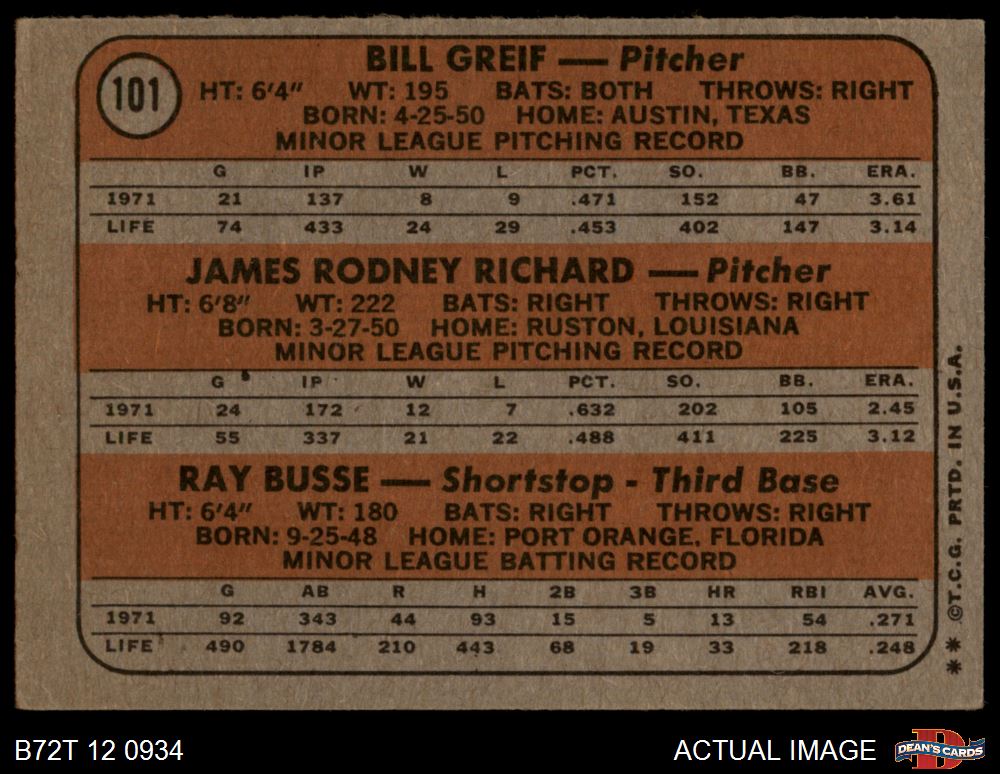 101
BILL GREIF — Pitcher
HT: 6'4" WT: 195 BATS: BOTH THROWS: RIGHT
BORN: 4-25-50 HOME: AUSTIN, TEXAS
MINOR LEAGUE PITCHING RECORD
G IP W L PCT. SO. BB. ERA.
1971 21 137 8 9 .471 152 47 3.61
LIFE 74 433 24 29 .453 402 147 3.14
JAMES RODNEY RICHARD — Pitcher
HT: 6'8" WT: 222 BATS: RIGHT THROWS: RIGHT
BORN: 3-27-50 HOME: RUSTON, LOUISIANA
MINOR LEAGUE PITCHING RECORD
G IP W L PCT. SO. BB. ERA.
1971 24 172 12 7 .632 202 105 2.45
LIFE 55 337 21 22 .488 411 225 3.12
RAY BUSSE — Shortstop - Third Base
HT: 6'4" WT: 180 BATS: RIGHT THROWS: RIGHT
BORN: 9-25-48 HOME: PORT ORANGE, FLORIDA
MINOR LEAGUE BATTING RECORD
G AB R H 2B 3B HR RBI AVG.
1971 92 343 44 93 15 5 13 54 .271
LIFE 490 1784 210 443 68 19 33 218 .248
** ©T.C.G. PRTD. IN U.S.A.
B72T 12 0934
ACTUAL IMAGE
D
DEAN'S CARDS